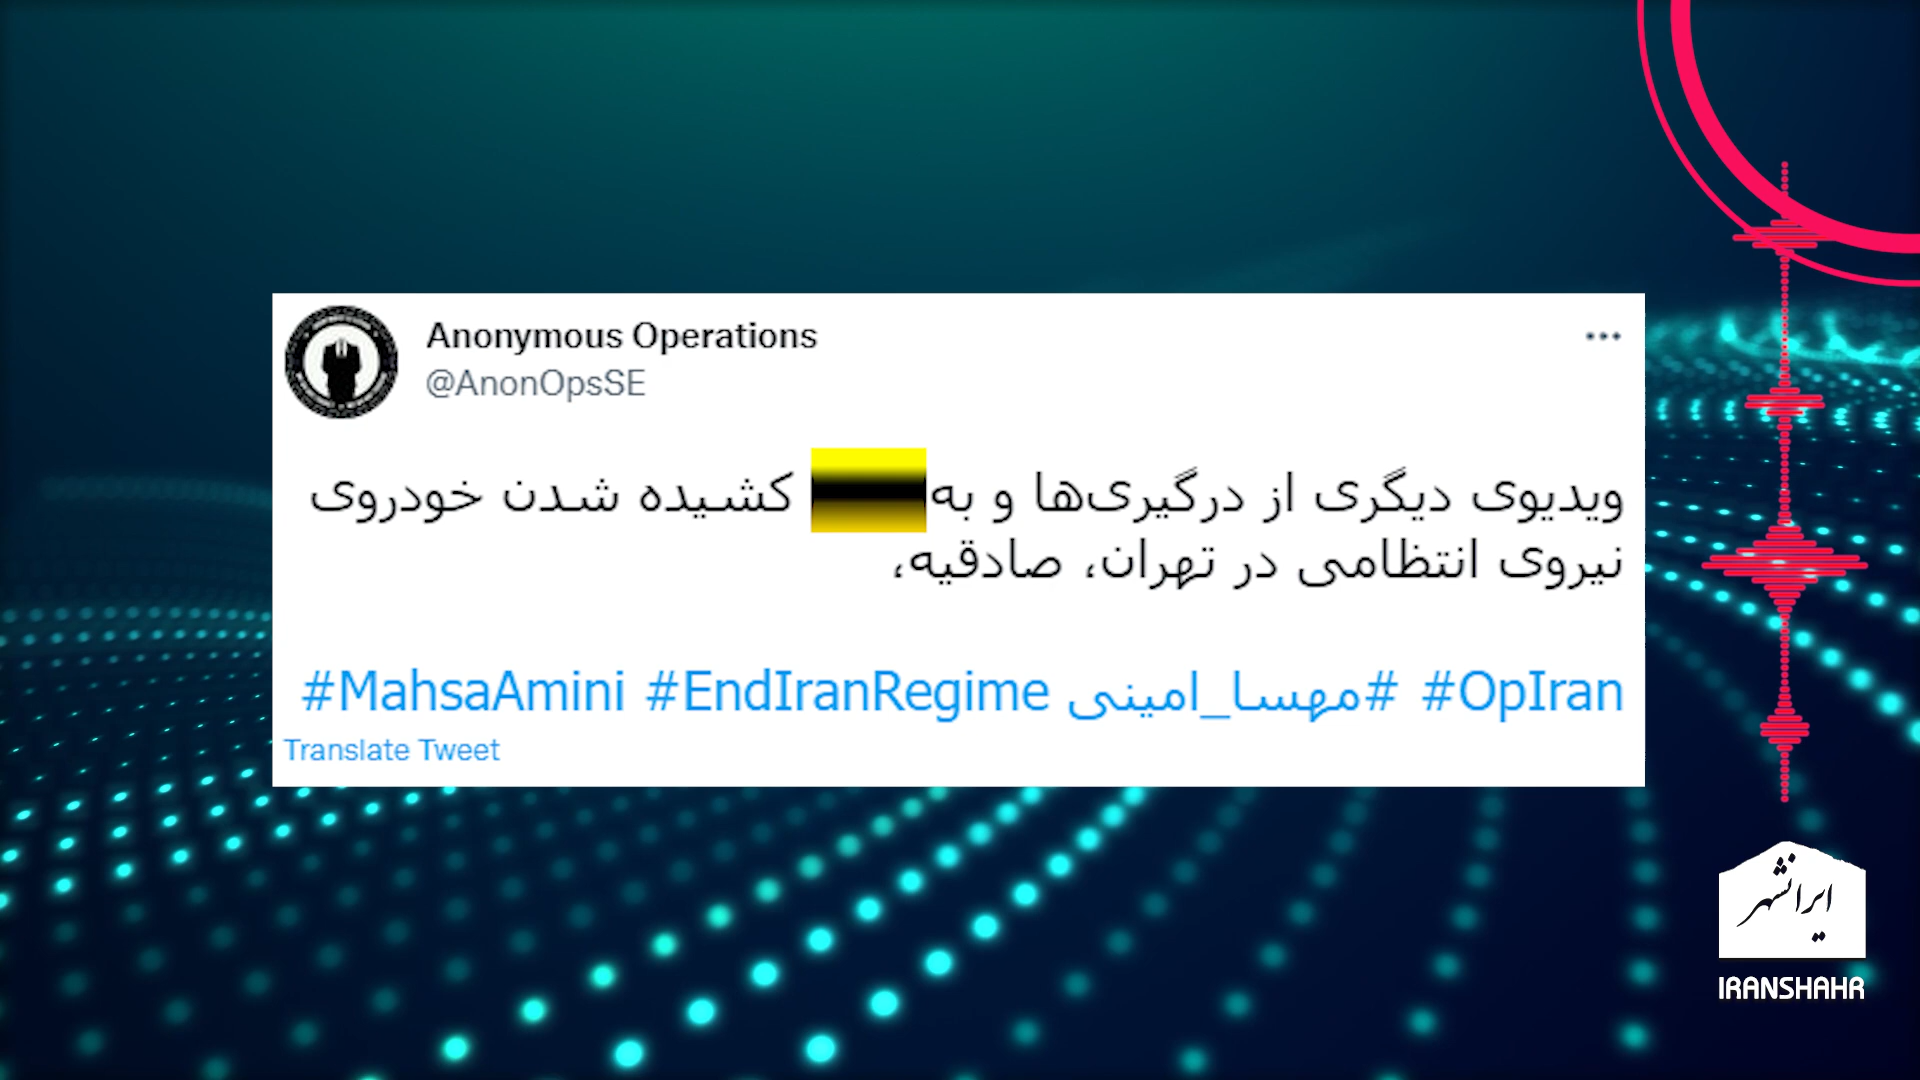 Anonymous Operations
@AnonOpsSE
ویدیوی دیگری از درگیری‌ها و به کشیده شدن خودروی
نیروی انتظامی در تهران، صادقیه،
#OpIran #مهسا_امینی #EndIranRegime #MahsaAmini
Translate Tweet
ایرانشهر
IRANSHAHR